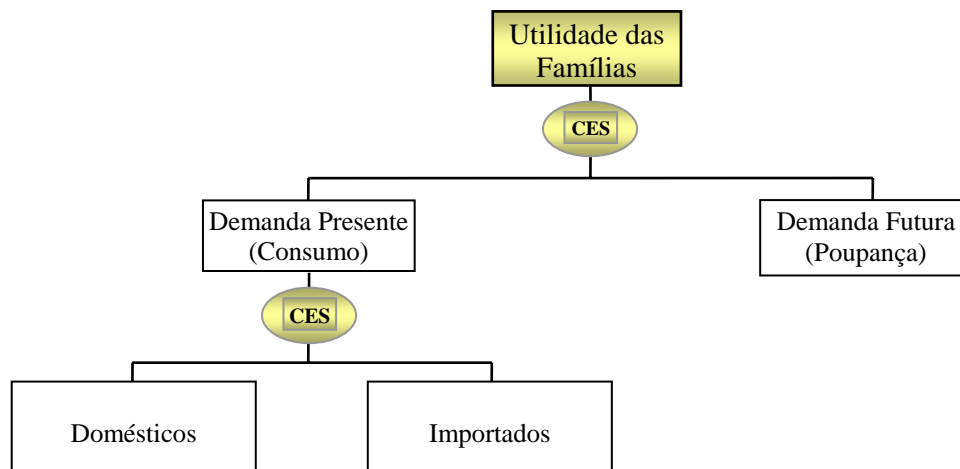 Utilidade das
Famílias
CES
Demanda Presente
(Consumo)
Demanda Futura
(Poupança)
CES
Domésticos
Importados